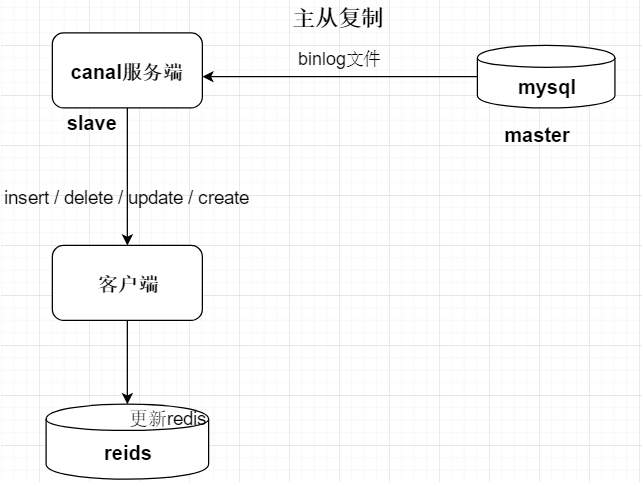 主从复制
binlog文件
canal服务端
mysql
slave
master
insert / delete / update / create
客户端
更新redis
reids